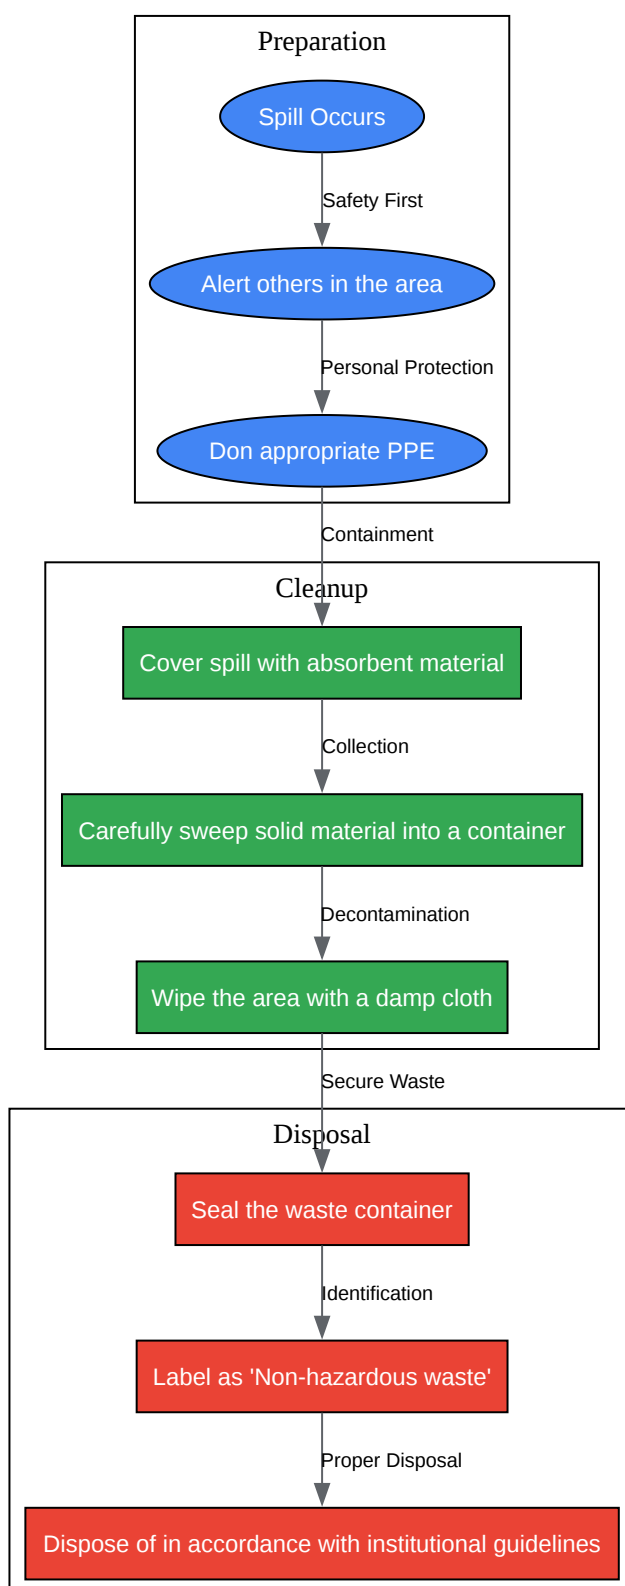 Preparation
Spill Occurs
Safety First
Alert others in the area
Personal Protection
Don appropriate PPE
Containment
Cleanup
Cover spill with absorbent material
Collection
Carefully sweep solid material into a container
Decontamination
Wipe the area with a damp cloth
Secure Waste
Disposal
Seal the waste container
Identification
Label as 'Non-hazardous waste'
Proper Disposal
Dispose of in accordance with institutional guidelines